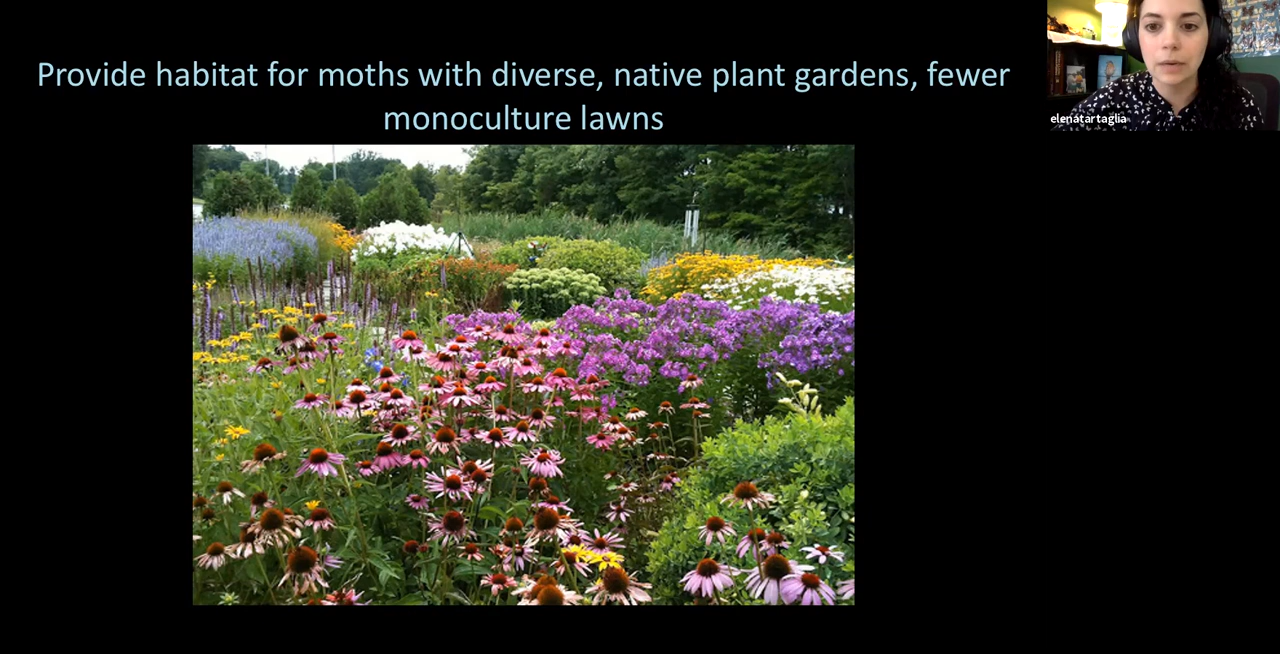 Provide habitat for moths with diverse, native plant gardens, fewer
monoculture lawns
elenatartaglia